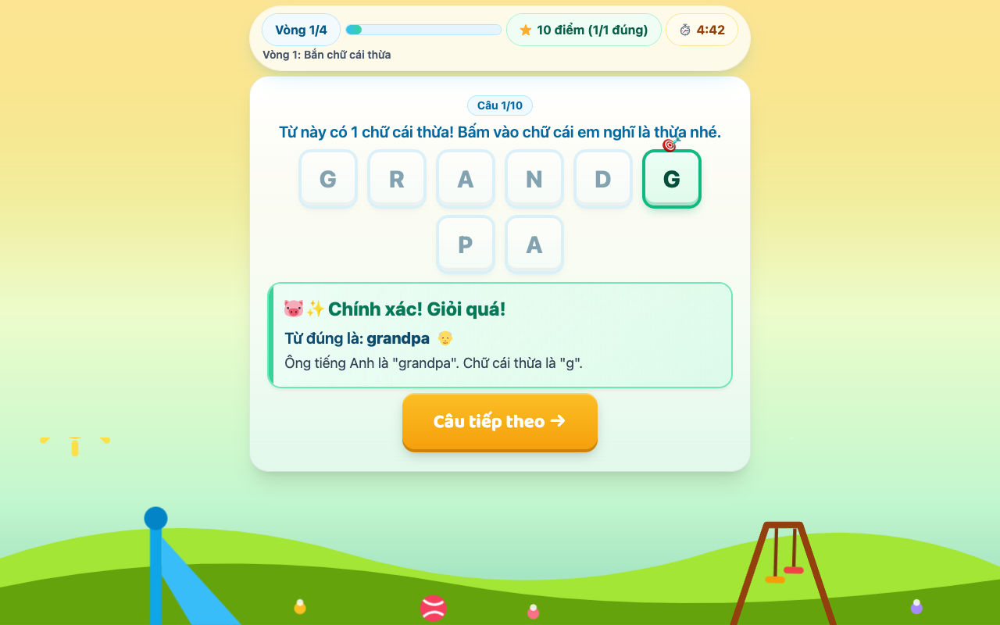 Vòng 1/4
10 điểm (1/1 đúng)
4:42
Vòng 1: Bắn chữ cái thừa
Câu 1/10
Từ này có 1 chữ cái thừa! Bấm vào chữ cái em nghĩ là thừa nhé.
G R A N D G
P A
Chính xác! Giỏi quá!
Từ đúng là: grandpa
Ông tiếng Anh là "grandpa". Chữ cái thừa là "g".
Câu tiếp theo →